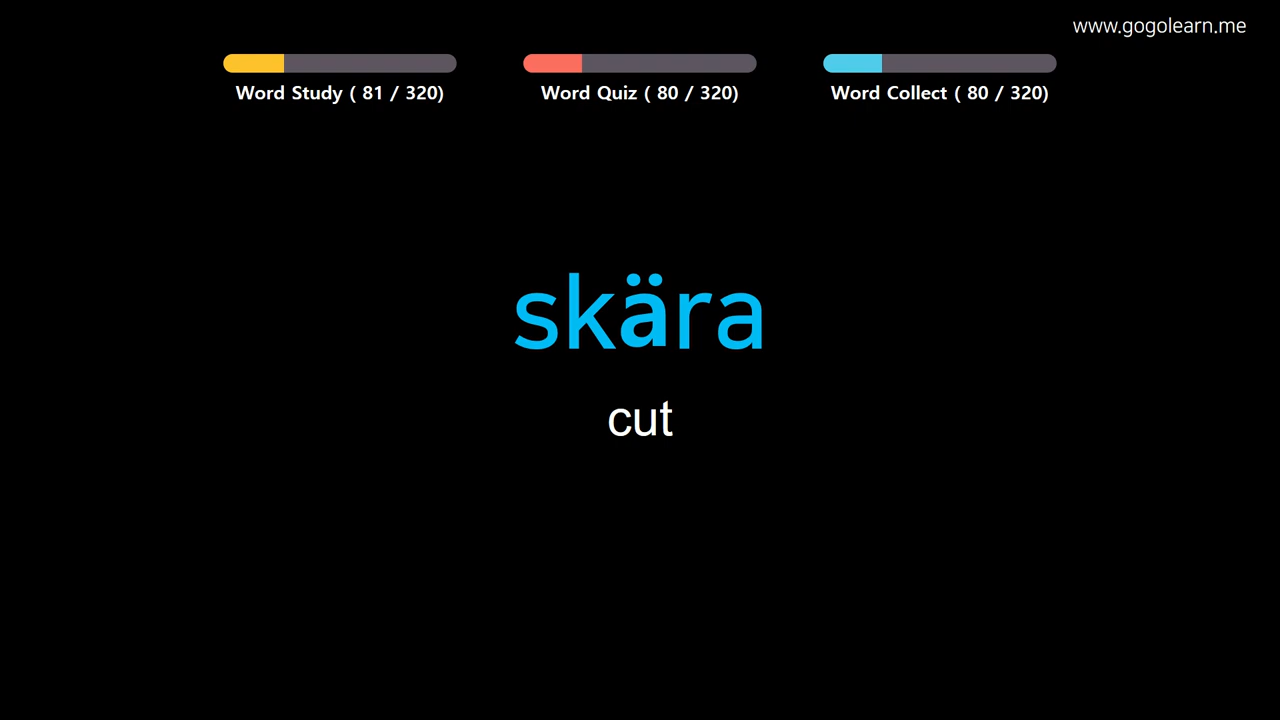 www.gogolearn.me
Word Study ( 81 / 320)
Word Quiz ( 80 / 320)
Word Collect ( 80 / 320)
skära
cut